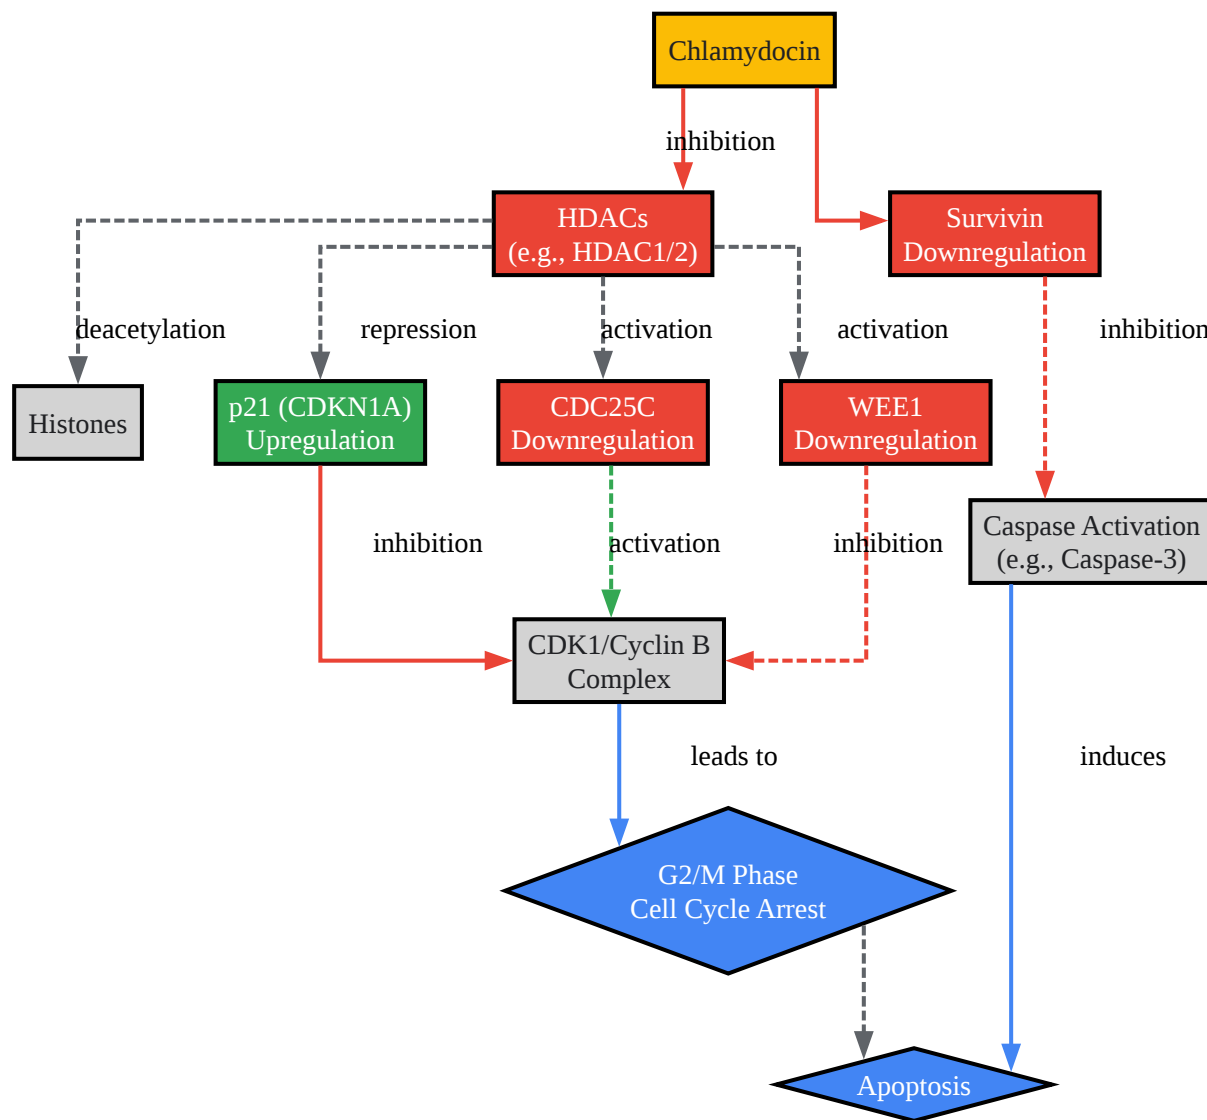 Chlamydocin
inhibition
HDACs
(e.g., HDAC1/2)
Survivin
Downregulation
deacetylation
repression
activation
activation
inhibition
Histones
p21 (CDKN1A)
Upregulation
CDC25C
Downregulation
WEE1
Downregulation
Caspase Activation
(e.g., Caspase-3)
inhibition
activation
inhibition
CDK1/Cyclin B
Complex
leads to
induces
G2/M Phase
Cell Cycle Arrest
Apoptosis